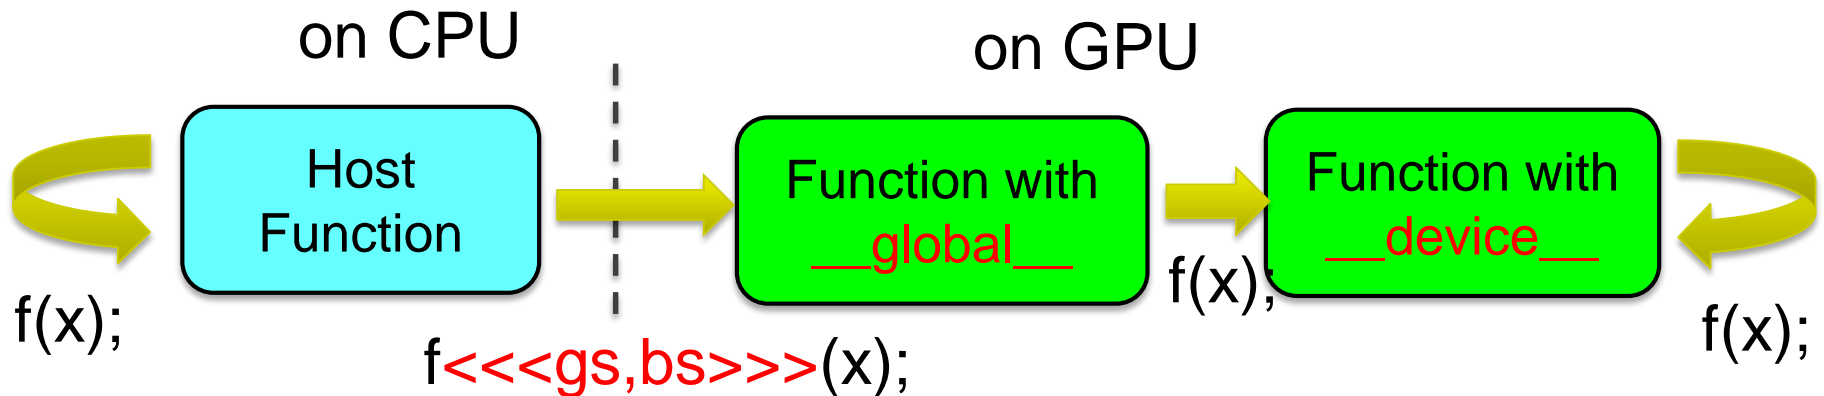 on CPU
on GPU
Host
Function
Function with
__global__
Function with
__device__
f(x);
f<<<gs,bs>>>(x);
f(x);
f(x);